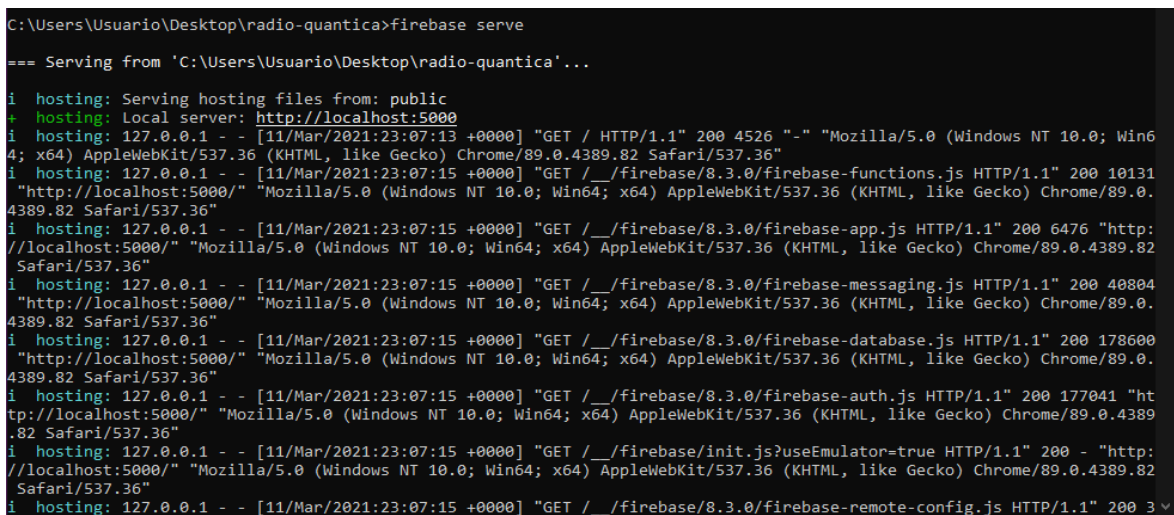 C:\Users\Usuario\Desktop\radio-quantica>firebase serve
=== Serving from 'C:\Users\Usuario\Desktop\radio-quantica'...
i  hosting: Serving hosting files from: public
+  hosting: Local server: http://localhost:5000
i  hosting: 127.0.0.1 - - [11/Mar/2021:23:07:13 +0000] "GET / HTTP/1.1" 200 4526 "-" "Mozilla/5.0 (Windows NT 10.0; Win6
4; x64) AppleWebKit/537.36 (KHTML, like Gecko) Chrome/89.0.4389.82 Safari/537.36"
i  hosting: 127.0.0.1 - - [11/Mar/2021:23:07:15 +0000] "GET /__/firebase/8.3.0/firebase-functions.js HTTP/1.1" 200 10131
 "http://localhost:5000/" "Mozilla/5.0 (Windows NT 10.0; Win64; x64) AppleWebKit/537.36 (KHTML, like Gecko) Chrome/89.0.
4389.82 Safari/537.36"
i  hosting: 127.0.0.1 - - [11/Mar/2021:23:07:15 +0000] "GET /__/firebase/8.3.0/firebase-app.js HTTP/1.1" 200 6476 "http:
//localhost:5000/" "Mozilla/5.0 (Windows NT 10.0; Win64; x64) AppleWebKit/537.36 (KHTML, like Gecko) Chrome/89.0.4389.82
 Safari/537.36"
i  hosting: 127.0.0.1 - - [11/Mar/2021:23:07:15 +0000] "GET /__/firebase/8.3.0/firebase-messaging.js HTTP/1.1" 200 40804
 "http://localhost:5000/" "Mozilla/5.0 (Windows NT 10.0; Win64; x64) AppleWebKit/537.36 (KHTML, like Gecko) Chrome/89.0.
4389.82 Safari/537.36"
i  hosting: 127.0.0.1 - - [11/Mar/2021:23:07:15 +0000] "GET /__/firebase/8.3.0/firebase-database.js HTTP/1.1" 200 178600
 "http://localhost:5000/" "Mozilla/5.0 (Windows NT 10.0; Win64; x64) AppleWebKit/537.36 (KHTML, like Gecko) Chrome/89.0.
4389.82 Safari/537.36"
i  hosting: 127.0.0.1 - - [11/Mar/2021:23:07:15 +0000] "GET /__/firebase/8.3.0/firebase-auth.js HTTP/1.1" 200 177041 "ht
tp://localhost:5000/" "Mozilla/5.0 (Windows NT 10.0; Win64; x64) AppleWebKit/537.36 (KHTML, like Gecko) Chrome/89.0.4389
.82 Safari/537.36"
i  hosting: 127.0.0.1 - - [11/Mar/2021:23:07:15 +0000] "GET /__/firebase/init.js?useEmulator=true HTTP/1.1" 200 - "http:
//localhost:5000/" "Mozilla/5.0 (Windows NT 10.0; Win64; x64) AppleWebKit/537.36 (KHTML, like Gecko) Chrome/89.0.4389.82
 Safari/537.36"
i  hosting: 127.0.0.1 - - [11/Mar/2021:23:07:15 +0000] "GET /__/firebase/8.3.0/firebase-remote-config.js HTTP/1.1" 200 3